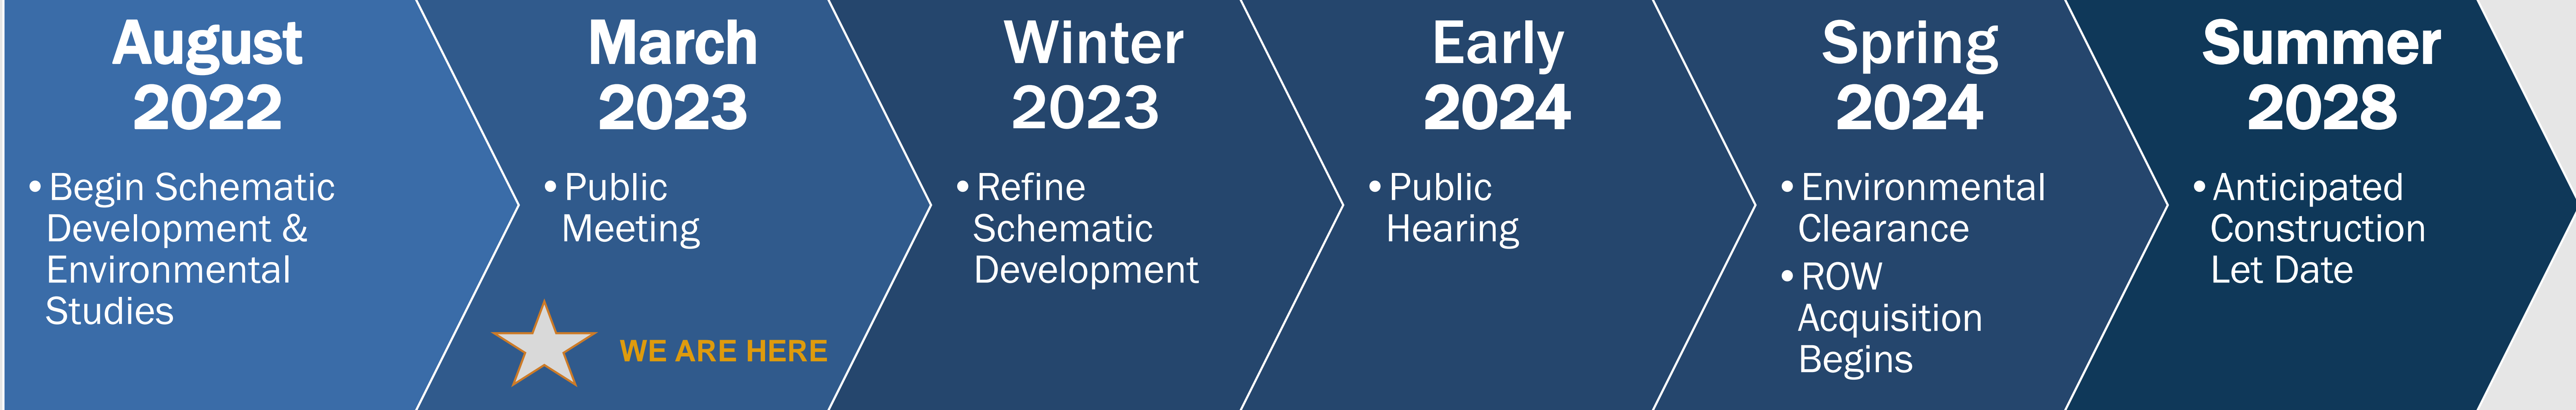 August
2022
• Begin Schematic
Development &
Environmental
Studies
March
2023
• Public
Meeting
WE ARE HERE
Winter
2023
• Refine
Schematic
Development
Early
2024
• Public
Hearing
Spring
2024
• Environmental
Clearance
• ROW
Acquisition
Begins
Summer
2028
• Anticipated
Construction
Let Date